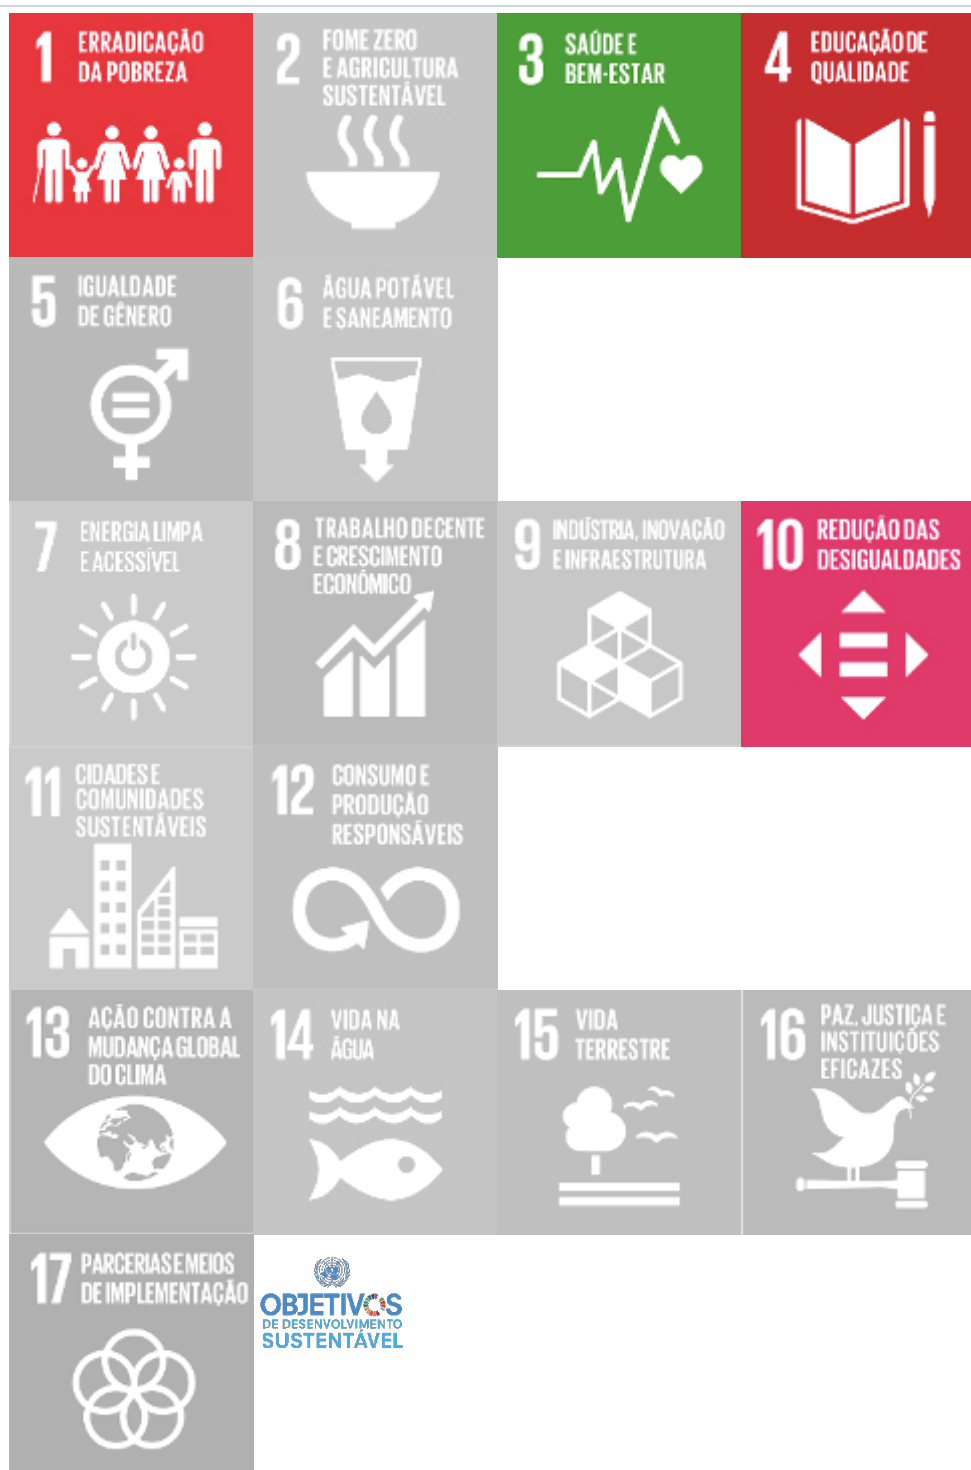 1 ERRADICAÇÃO
DA POBREZA
2 FOME ZERO
E AGRICULTURA
SUSTENTÁVEL
3 SAÚDE E
BEM-ESTAR
4 EDUCAÇÃO DE
QUALIDADE
5 IGUALDADE
DE GÊNERO
6 ÁGUA POTÁVEL
E SANEAMENTO
7 ENERGIA LIMPA
E ACESSÍVEL
8 TRABALHO DECENTE
E CRESCIMENTO
ECONÔMICO
9 INDÚSTRIA, INOVAÇÃO
E INFRAESTRUTURA
10 REDUÇÃO DAS
DESIGUALDADES
11 CIDADES E
COMUNIDADES
SUSTENTÁVEIS
12 CONSUMO E
PRODUÇÃO
RESPONSÁVEIS
13 AÇÃO CONTRA A
MUDANÇA GLOBAL
DO CLIMA
14 VIDA NA
ÁGUA
15 VIDA
TERRESTRE
16 PAZ, JUSTIÇA E
INSTITUIÇÕES
EFICAZES
17 PARCERIAS E MEIOS
DE IMPLEMENTAÇÃO
OBJETIVOS
DE DESENVOLVIMENTO
SUSTENTÁVEL